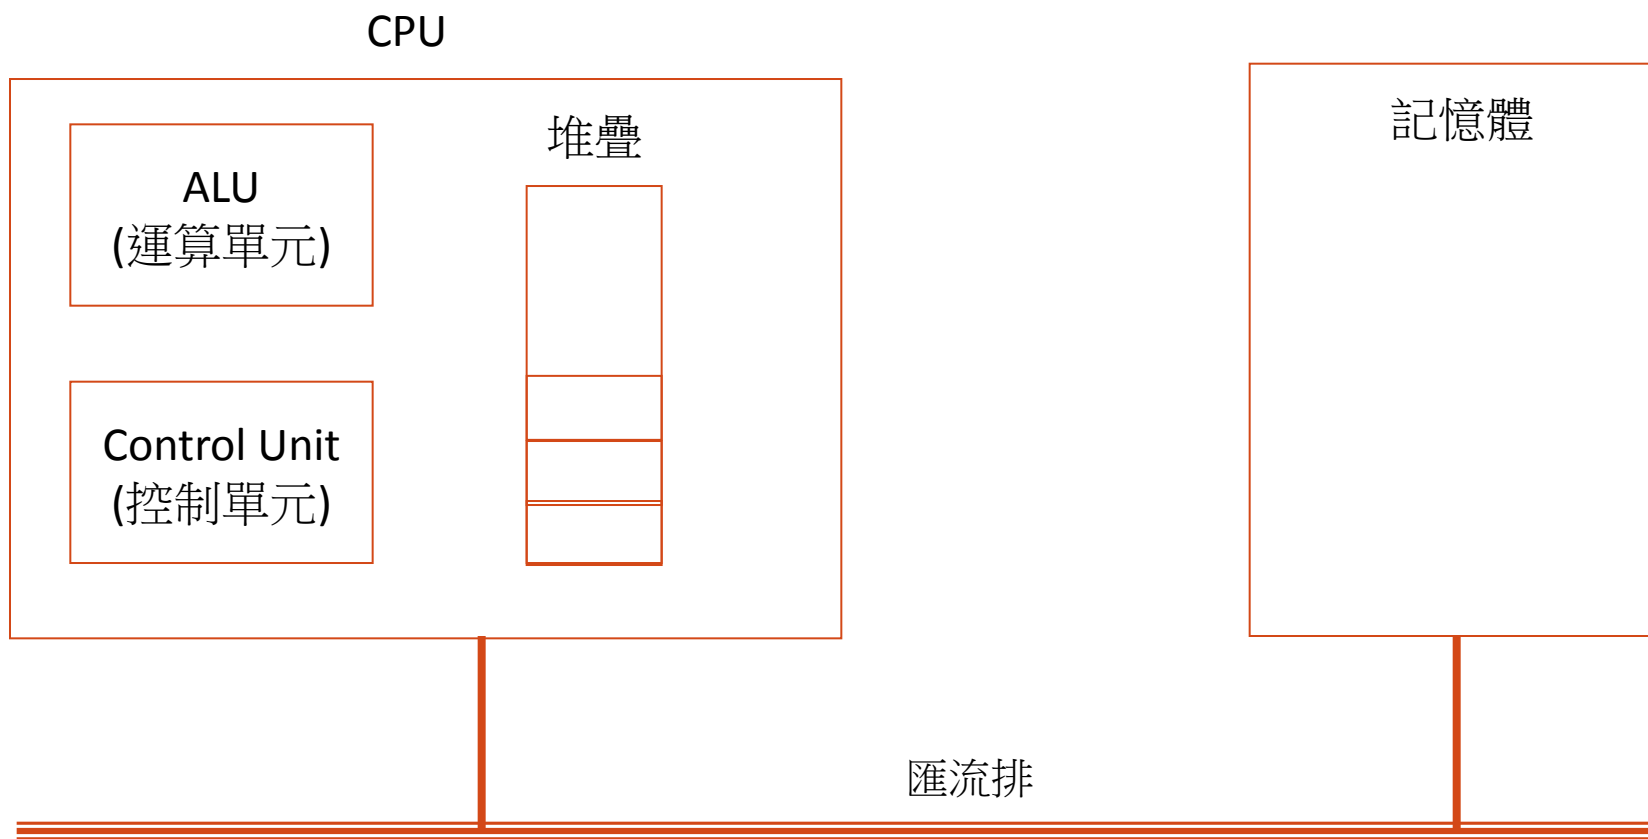 CPU
ALU
(運算單元)
Control Unit
(控制單元)
堆疊
記憶體
匯流排